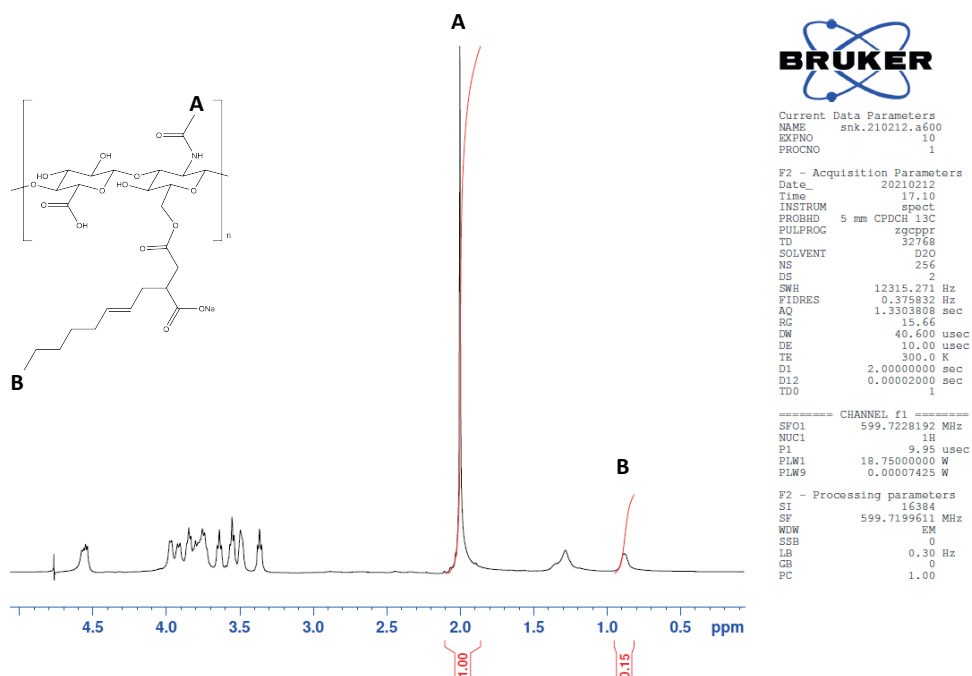 A
BRUKER
Current Data Parameters
NAME snk.210212.a600
EXPNO 10
PROCNO 1
F2 - Acquisition Parameters
Date_ 20210212
Time 17.10
INSTRUM spect
PROBHD 5 mm CPDCH 13C
PULPROG zgcppr
TD 32768
SOLVENT D2O
NS 256
DS 2
SWH 12315.271 Hz
FIDRES 0.375832 Hz
AQ 1.3303808 sec
RG 15.66
DW 40.600 usec
DE 10.00 usec
TE 300.0 K
D1 2.00000000 sec
D12 0.00002000 sec
TD0 1
======== CHANNEL f1 ========
SFO1 599.7228192 MHz
NUC1 1H
P1 9.95 usec
PLW1 18.75000000 W
PLW9 0.00007425 W
F2 - Processing parameters
SI 16384
SF 599.7199611 MHz
WDW EM
SSB 0
LB 0.30 Hz
GB 0
PC 1.00
A
O
NH
OH
HO
O
O
HO
O
O
O
OH
O
n
O
ONa
O
B
B
4.5 4.0 3.5 3.0 2.5 2.0 1.5 1.0 0.5 ppm
1.00
0.15